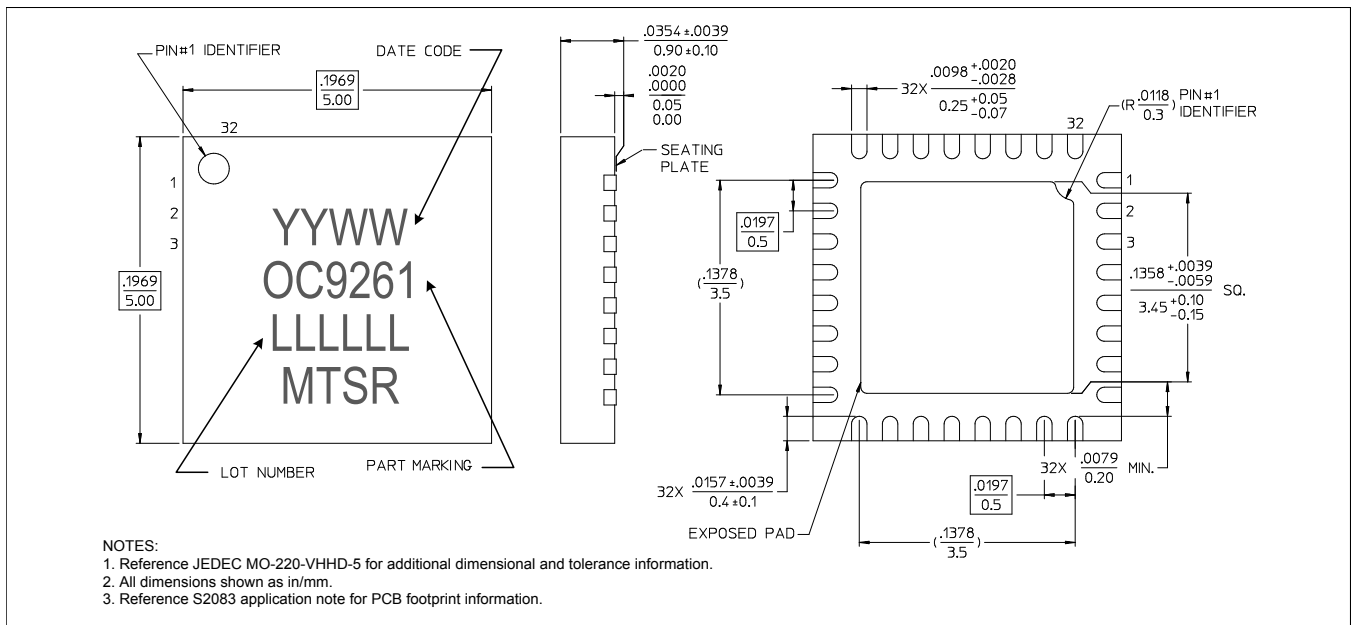 PIN#1 IDENTIFIER
DATE CODE
.1969
5.00
32
1
2
3
.1969
5.00
YYWW
OC9261
LLLLLL
MTSR
LOT NUMBER
PART MARKING
.0354 ±.0039
0.90 ±0.10
.0020
.0000
0.05
0.00
SEATING
PLATE
32X .0098 +.0020 -.0028
0.25 +0.05 -0.07
(R .0118 / 0.3) PIN#1
IDENTIFIER
32
1
2
3
.0197
0.5
(.1378 / 3.5)
.1358 +.0039 -.0059
3.45 +0.10 -0.15 SQ.
32X .0157 ±.0039
0.4 ±0.1
EXPOSED PAD
32X .0079 / 0.20 MIN.
.0197
0.5
(.1378 / 3.5)
NOTES:
1. Reference JEDEC MO-220-VHHD-5 for additional dimensional and tolerance information.
2. All dimensions shown as in/mm.
3. Reference S2083 application note for PCB footprint information.